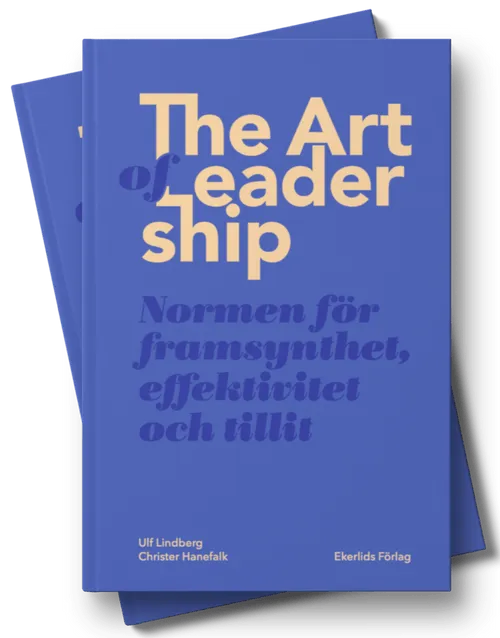 The Art
of Leader
ship
Normen för
framsynthet,
effektivitet
och tillit
Ulf Lindberg
Christer Hanefalk
Ekerlids Förlag